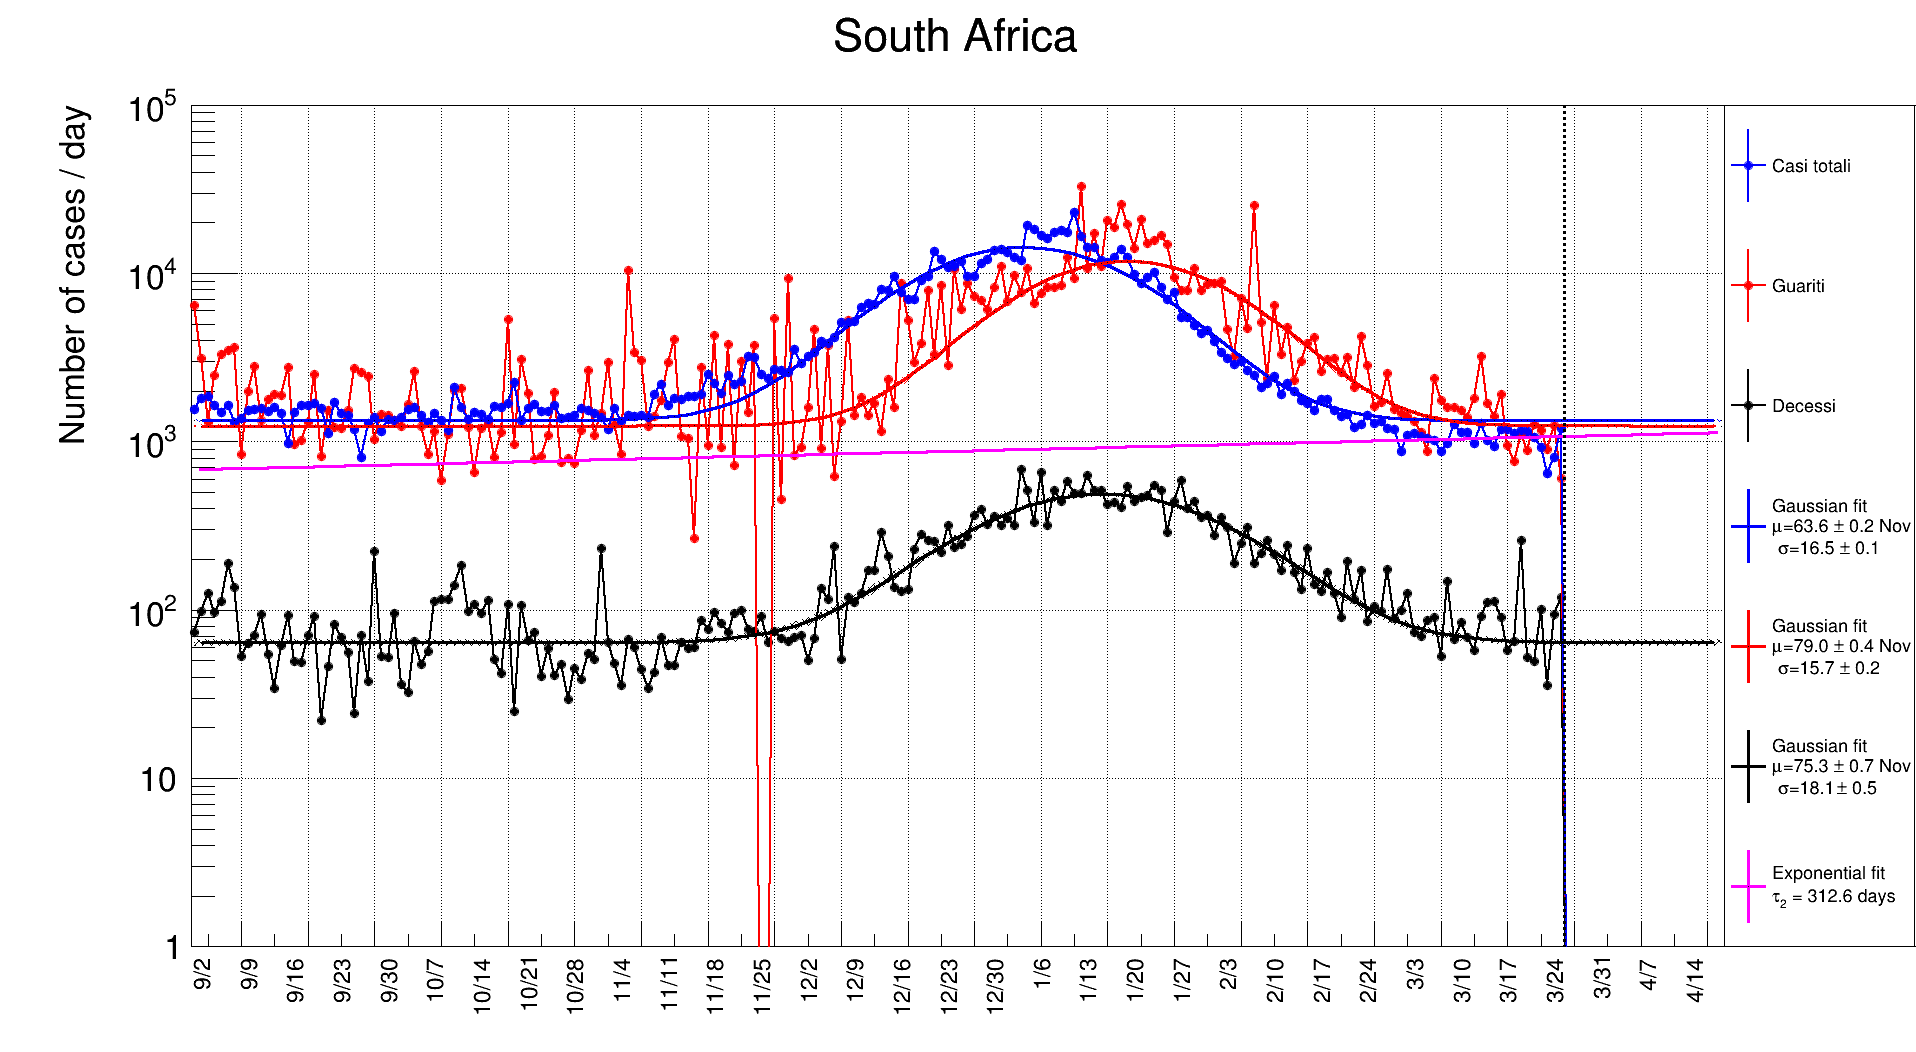 South Africa
Number of cases / day
10^5
10^4
10^3
10^2
10
1
9/2 9/9 9/16 9/23 9/30 10/7 10/14 10/21 10/28 11/4 11/11 11/18 11/25 12/2 12/9 12/16 12/23 12/30 1/6 1/13 1/20 1/27 2/3 2/10 2/17 2/24 3/3 3/10 3/17 3/24 3/31 4/7 4/14
Casi totali
Guariti
Decessi
Gaussian fit
μ=63.6 ± 0.2 Nov
σ=16.5 ± 0.1
Gaussian fit
μ=79.0 ± 0.4 Nov
σ=15.7 ± 0.2
Gaussian fit
μ=75.3 ± 0.7 Nov
σ=18.1 ± 0.5
Exponential fit
τ₂ = 312.6 days